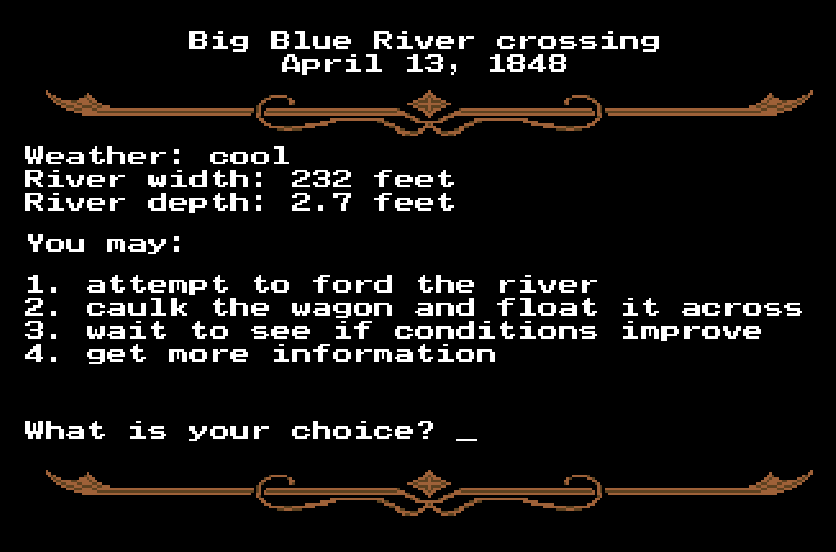 Big Blue River crossing
April 13, 1848
Weather: cool
River width: 232 feet
River depth: 2.7 feet
You may:
1. attempt to ford the river
2. caulk the wagon and float it across
3. wait to see if conditions improve
4. get more information
What is your choice? _